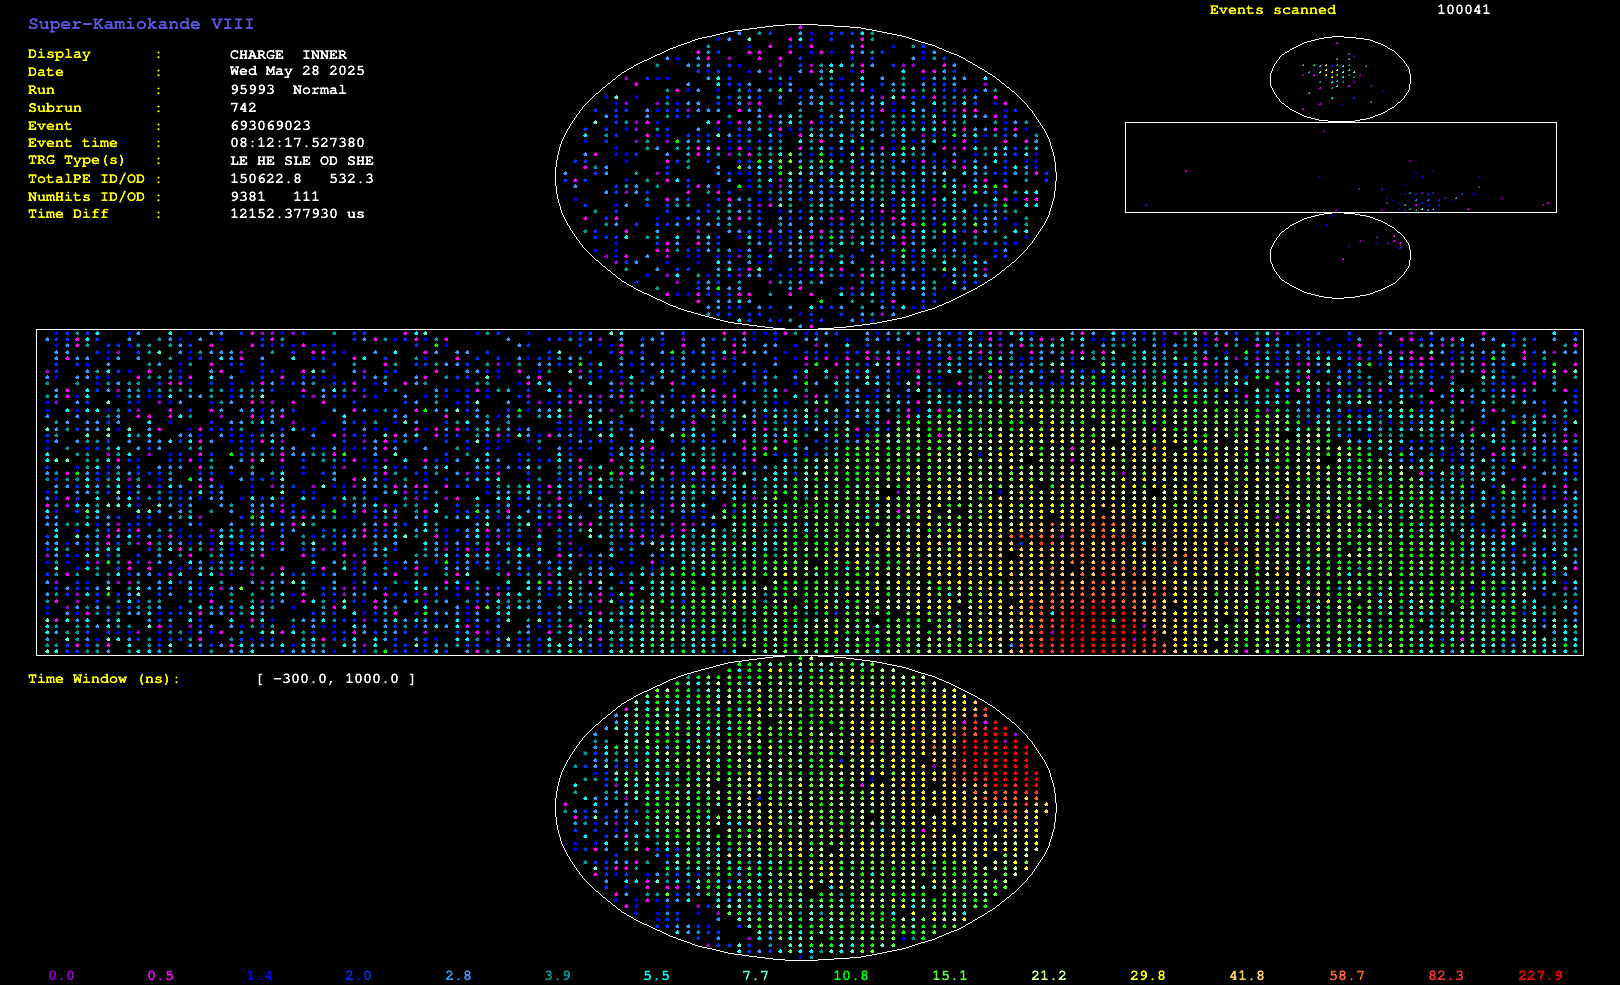 Super-Kamiokande VIII
Display : CHARGE INNER
Date : Wed May 28 2025
Run : 95993 Normal
Subrun : 742
Event : 693069023
Event time : 08:12:17.527380
TRG Type(s) : LE HE SLE OD SHE
TotalPE ID/OD : 150622.8 532.3
NumHits ID/OD : 9381 111
Time Diff : 12152.377930 us
Events scanned 100041
Time Window (ns): [ -300.0, 1000.0 ]
0.0 0.5 1.4 2.0 2.8 3.9 5.5 7.7 10.8 15.1 21.2 29.8 41.8 58.7 82.3 227.9